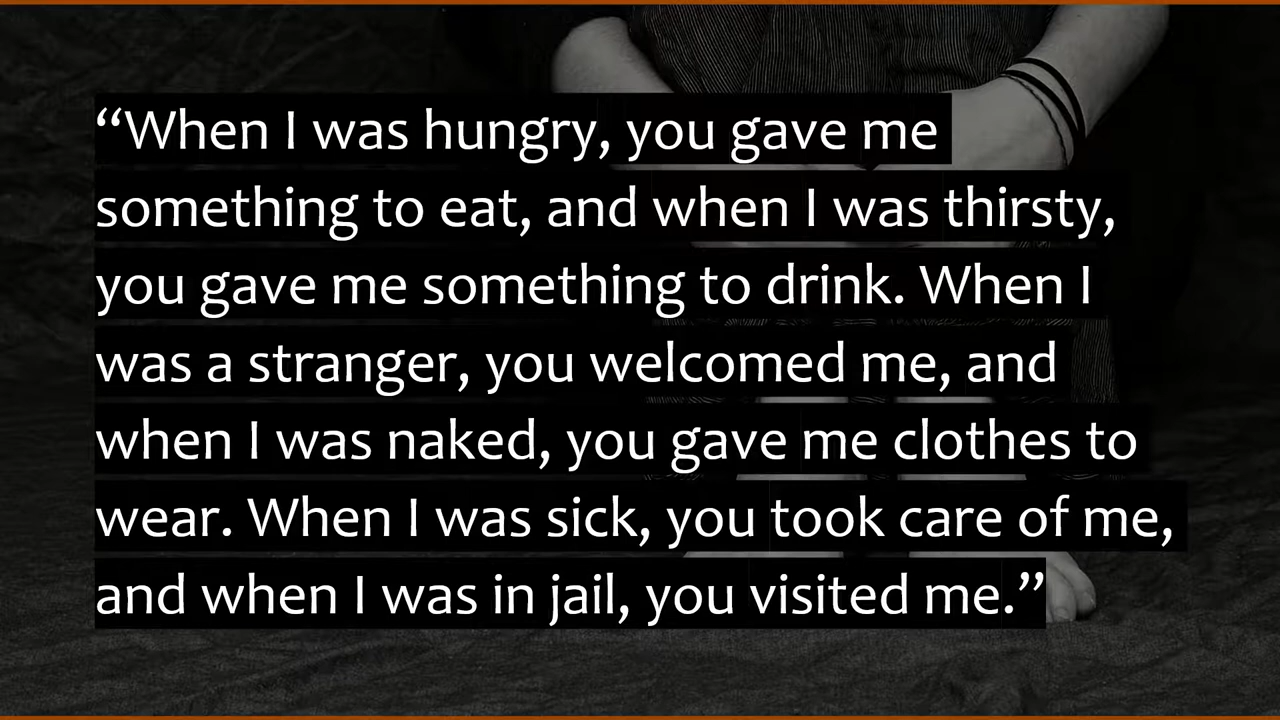 “When I was hungry, you gave me
something to eat, and when I was thirsty,
you gave me something to drink. When I
was a stranger, you welcomed me, and
when I was naked, you gave me clothes to
wear. When I was sick, you took care of me,
and when I was in jail, you visited me.”